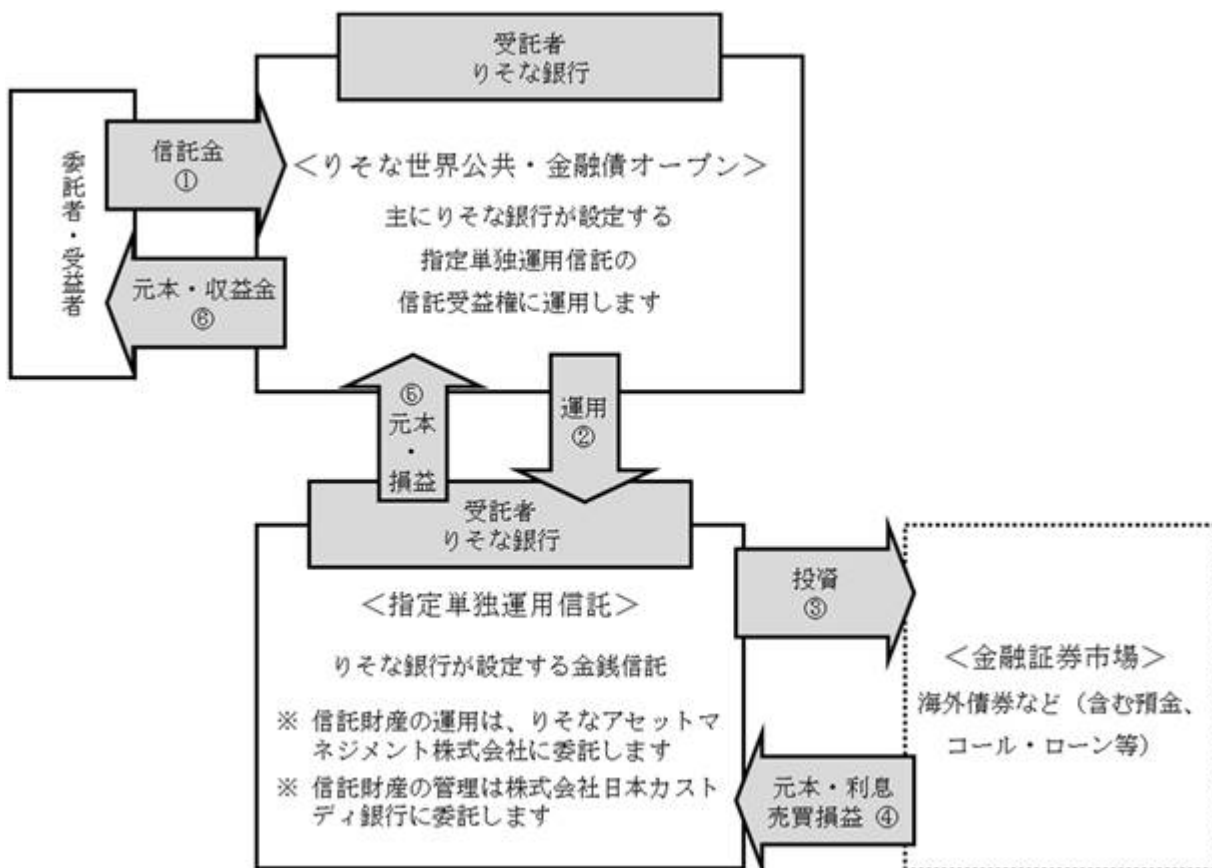 受託者
りそな銀行
委託者・受益者
信託金
①
＜りそな世界公共・金融債オープン＞
主にりそな銀行が設定する
指定単独運用信託の
信託受益権に運用します
元本・収益金
⑥
⑤
元本
・
損益
運用
②
受託者
りそな銀行
＜指定単独運用信託＞
りそな銀行が設定する金銭信託
※ 信託財産の運用は、りそなアセットマ
ネジメント株式会社に委託します
※ 信託財産の管理は株式会社日本カスト
ディ銀行に委託します
投資
③
＜金融証券市場＞
海外債券など（含む預金、
コール・ローン等）
元本・利息
売買損益 ④